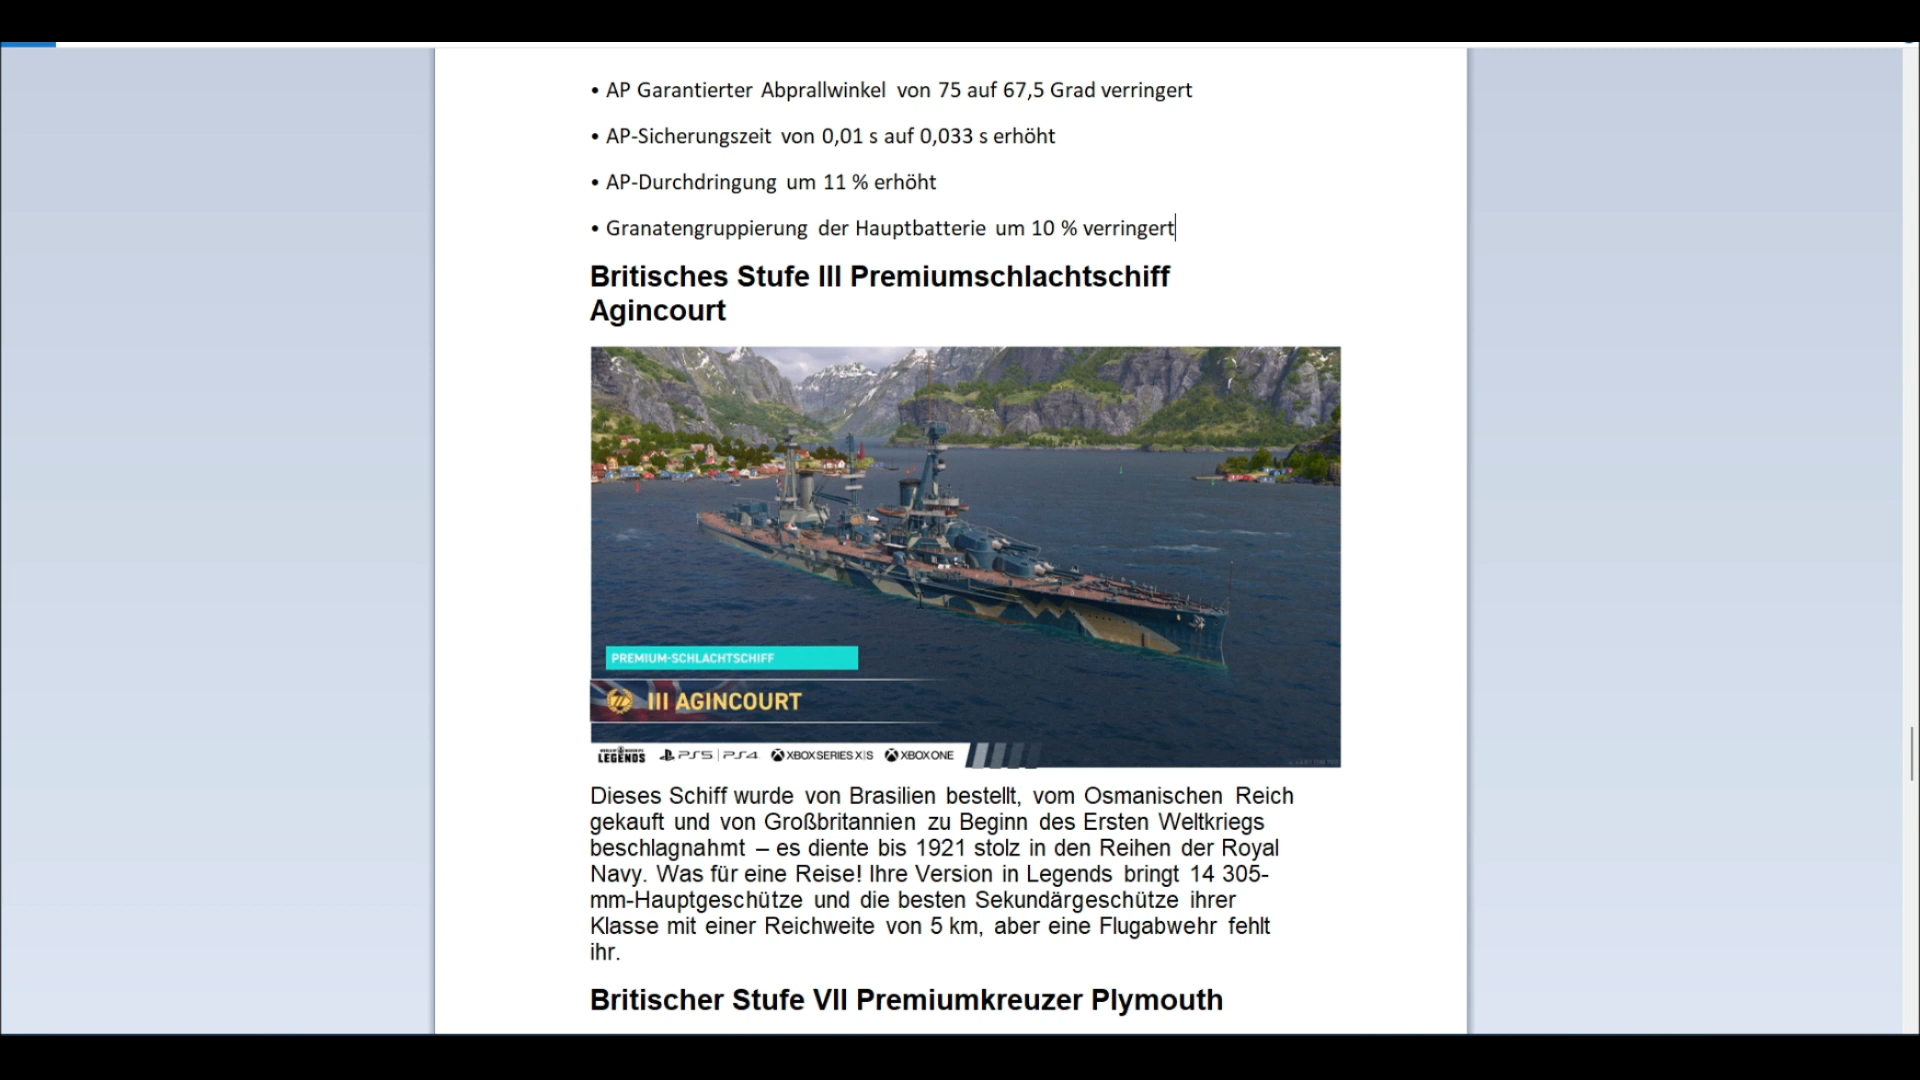 • AP Garantierter Abprallwinkel von 75 auf 67,5 Grad verringert
• AP-Sicherungszeit von 0,01 s auf 0,033 s erhöht
• AP-Durchdringung um 11 % erhöht
• Granatengruppierung der Hauptbatterie um 10 % verringert
Britisches Stufe III Premiumschlachtschiff
Agincourt
PREMIUM-SCHLACHTSCHIFF
III AGINCOURT
LEGENDS PS5 | PS4 XBOX SERIES X|S XBOX ONE
Dieses Schiff wurde von Brasilien bestellt, vom Osmanischen Reich
gekauft und von Großbritannien zu Beginn des Ersten Weltkriegs
beschlagnahmt – es diente bis 1921 stolz in den Reihen der Royal
Navy. Was für eine Reise! Ihre Version in Legends bringt 14 305-
mm-Hauptgeschütze und die besten Sekundärgeschütze ihrer
Klasse mit einer Reichweite von 5 km, aber eine Flugabwehr fehlt
ihr.
Britischer Stufe VII Premiumkreuzer Plymouth